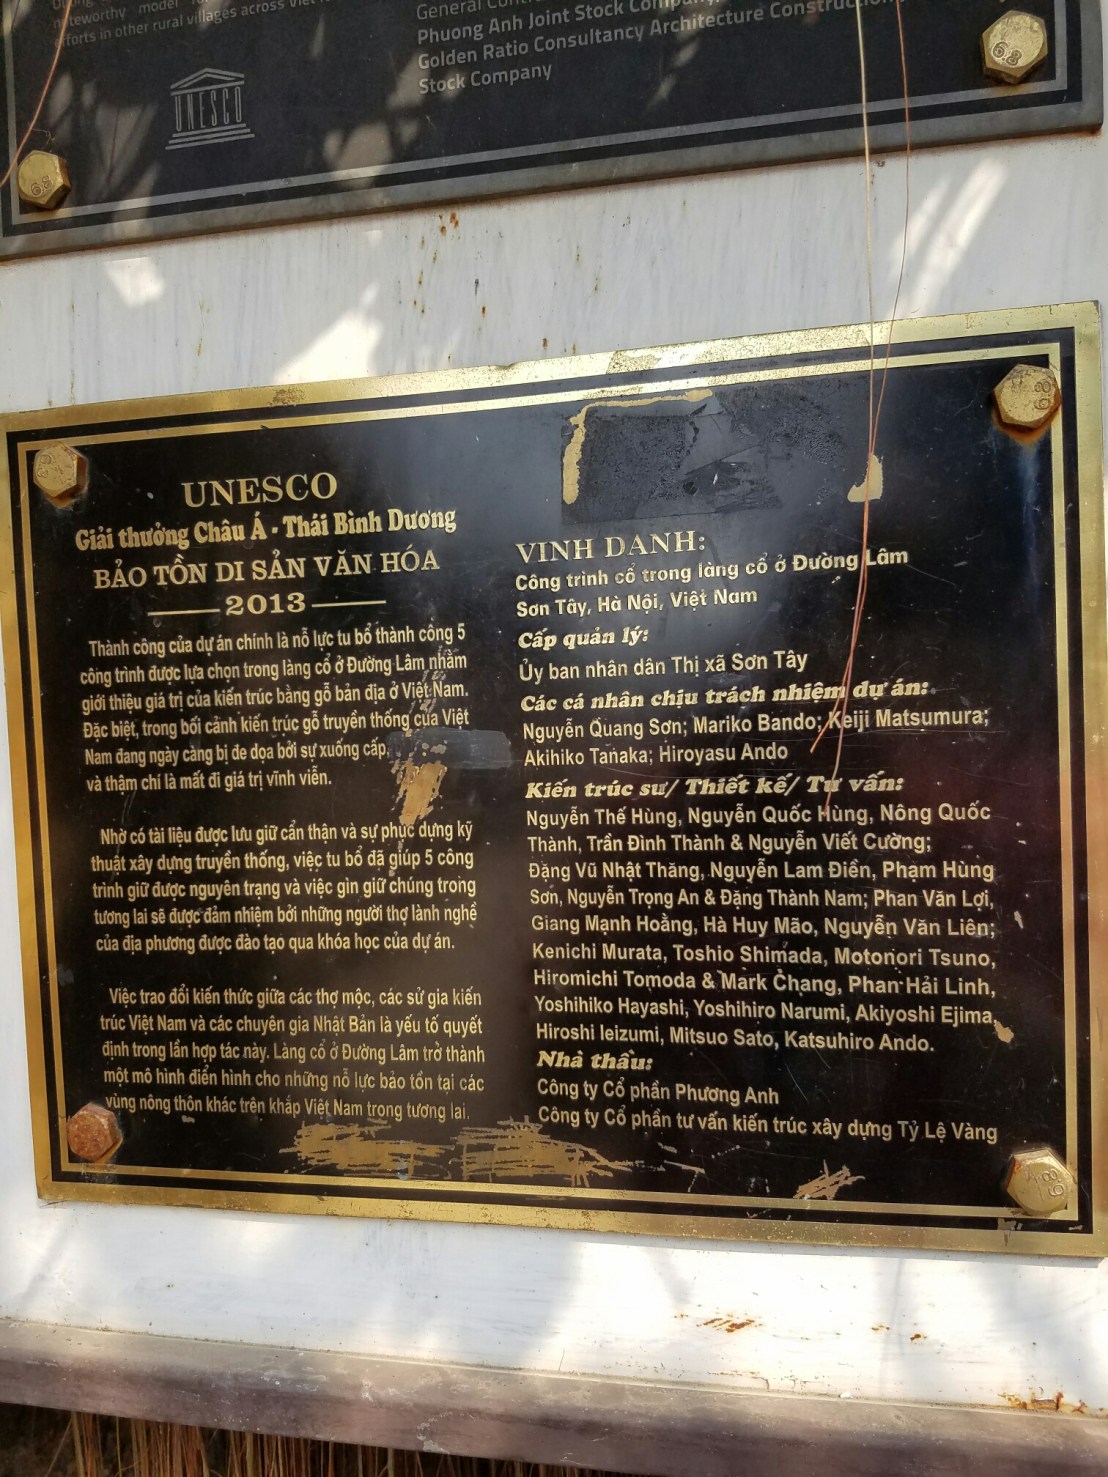 noteworthy model
efforts in other rural villages across Viet
UNESCO
General
Phuong Anh Joint Stock Company,
Golden Ratio Consultancy Architecture Construction
Stock Company
6.8
6.8
UNESCO
Giải thưởng Châu Á - Thái Bình Dương
BẢO TỒN DI SẢN VĂN HÓA
2013
Thành công của dự án chính là nỗ lực tu bổ thành công 5
công trình được lựa chọn trong làng cổ ở Đường Lâm nhằm
giới thiệu giá trị của kiến trúc bằng gỗ bản địa ở Việt Nam.
Đặc biệt, trong bối cảnh kiến trúc gỗ truyền thống của Việt
Nam đang ngày càng bị đe dọa bởi sự xuống cấp,
và thậm chí là mất đi giá trị vĩnh viễn.
Nhờ có tài liệu được lưu giữ cẩn thận và sự phục dựng kỹ
thuật xây dựng truyền thống, việc tu bổ đã giúp 5 công
trình giữ được nguyên trạng và việc gìn giữ chúng trong
tương lai sẽ được đảm nhiệm bởi những người thợ lành nghề
của địa phương được đào tạo qua khóa học của dự án.
Việc trao đổi kiến thức giữa các thợ mộc, các sử gia kiến
trúc Việt Nam và các chuyên gia Nhật Bản là yếu tố quyết
định trong lần hợp tác này. Làng cổ ở Đường Lâm trở thành
một mô hình điển hình cho những nỗ lực bảo tồn tại các
vùng nông thôn khác trên khắp Việt Nam trong tương lai.
VINH DANH:
Công trình cổ trong làng cổ ở Đường Lâm
Sơn Tây, Hà Nội, Việt Nam
Cấp quản lý:
Ủy ban nhân dân Thị xã Sơn Tây
Các cá nhân chịu trách nhiệm dự án:
Nguyễn Quang Sơn; Mariko Bando; Keiji Matsumura;
Akihiko Tanaka; Hiroyasu Ando
Kiến trúc sư/ Thiết kế/ Tư vấn:
Nguyễn Thế Hùng, Nguyễn Quốc Hùng, Nông Quốc
Thành, Trần Đình Thành & Nguyễn Viết Cường;
Đặng Vũ Nhật Thăng, Nguyễn Lam Điền, Phạm Hùng
Sơn, Nguyễn Trọng An & Đặng Thành Nam; Phan Văn Lợi,
Giang Mạnh Hoằng, Hà Huy Mão, Nguyễn Văn Liên;
Kenichi Murata, Toshio Shimada, Motonori Tsuno,
Hiromichi Tomoda & Mark Chang, Phan Hải Linh,
Yoshihiko Hayashi, Yoshihiro Narumi, Akiyoshi Ejima,
Hiroshi Ieizumi, Mitsuo Sato, Katsuhiro Ando.
Nhà thầu:
Công ty Cổ phần Phương Anh
Công ty Cổ phần tư vấn kiến trúc xây dựng Tỷ Lệ Vàng
6.8